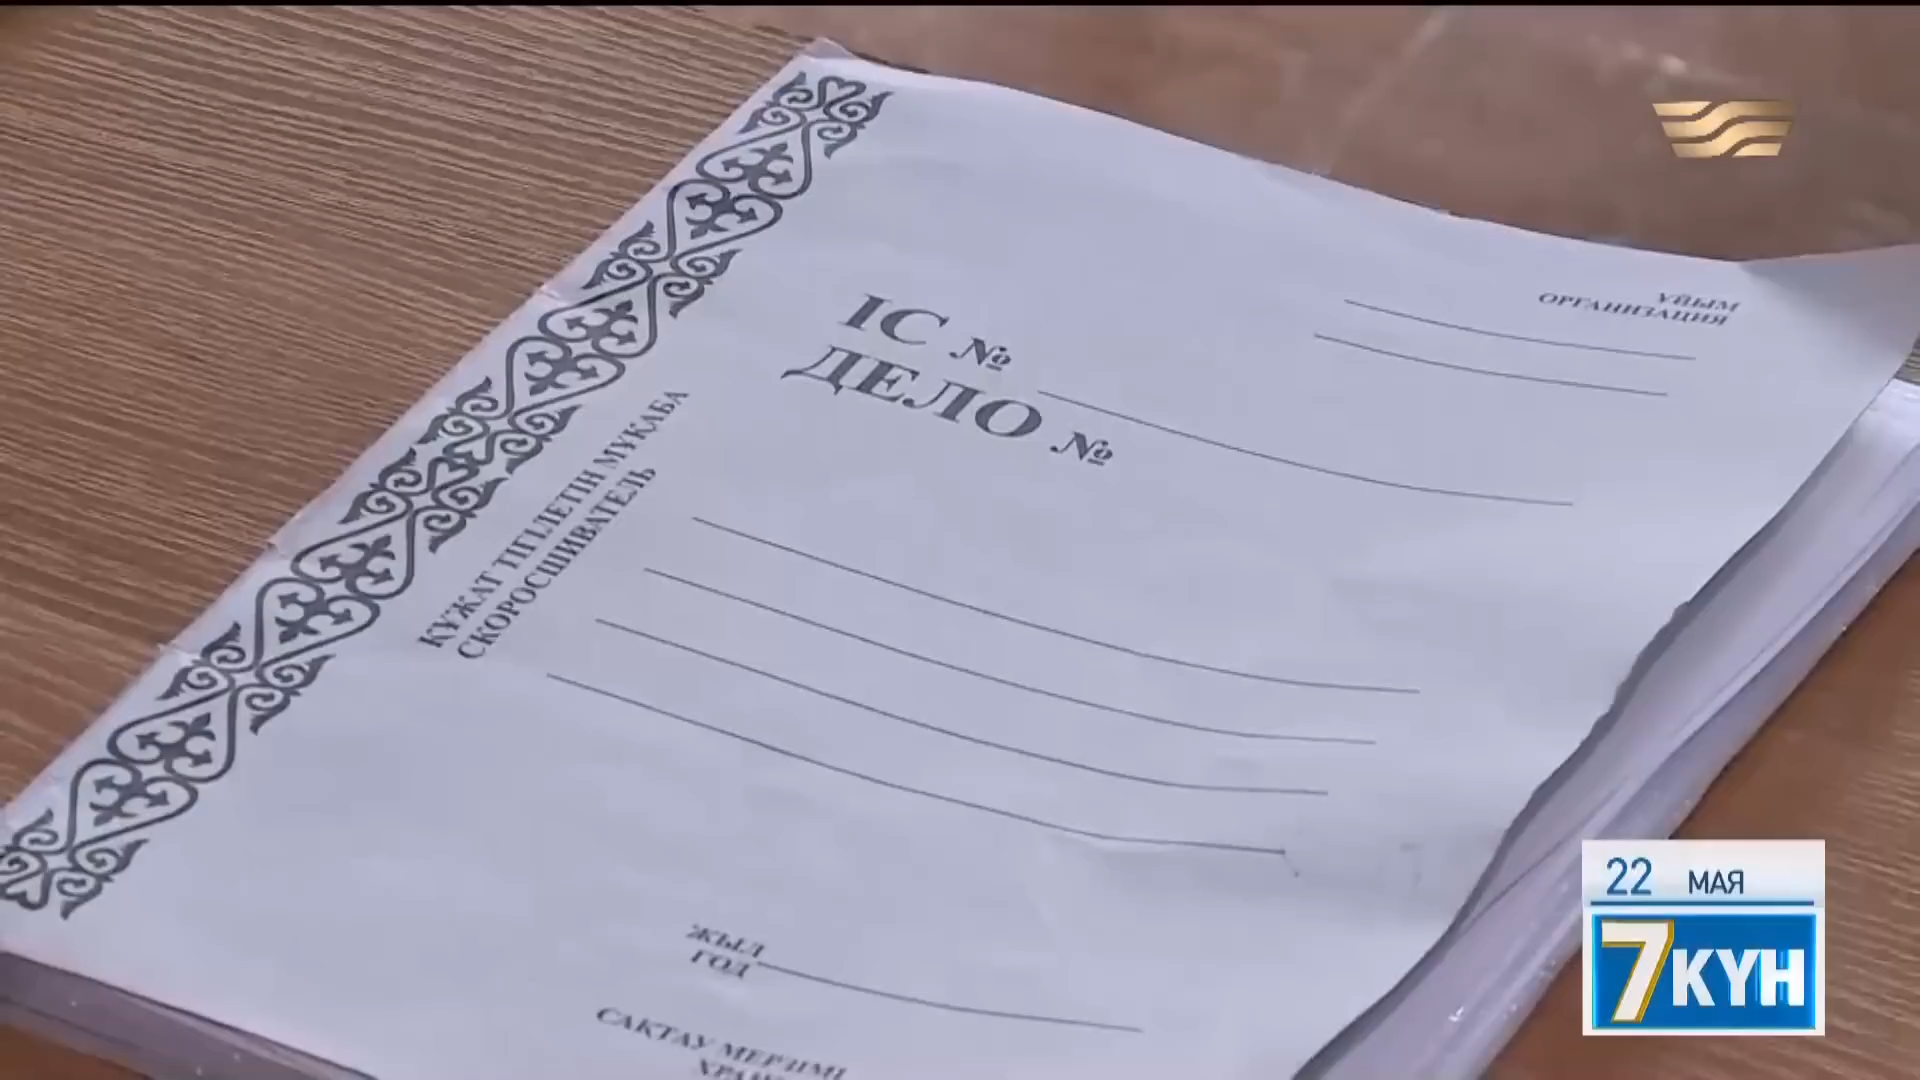 ҰЙЫМ
ОРГАНИЗАЦИЯ
ІС №
ДЕЛО №
ҚҰЖАТ ТІГІЛЕТІН МҰҚАБА
СКОРОСШИВАТЕЛЬ
ЖЫЛ
ГОД
САҚТАУ МЕРЗІМІ
22 МАЯ
7КҮН